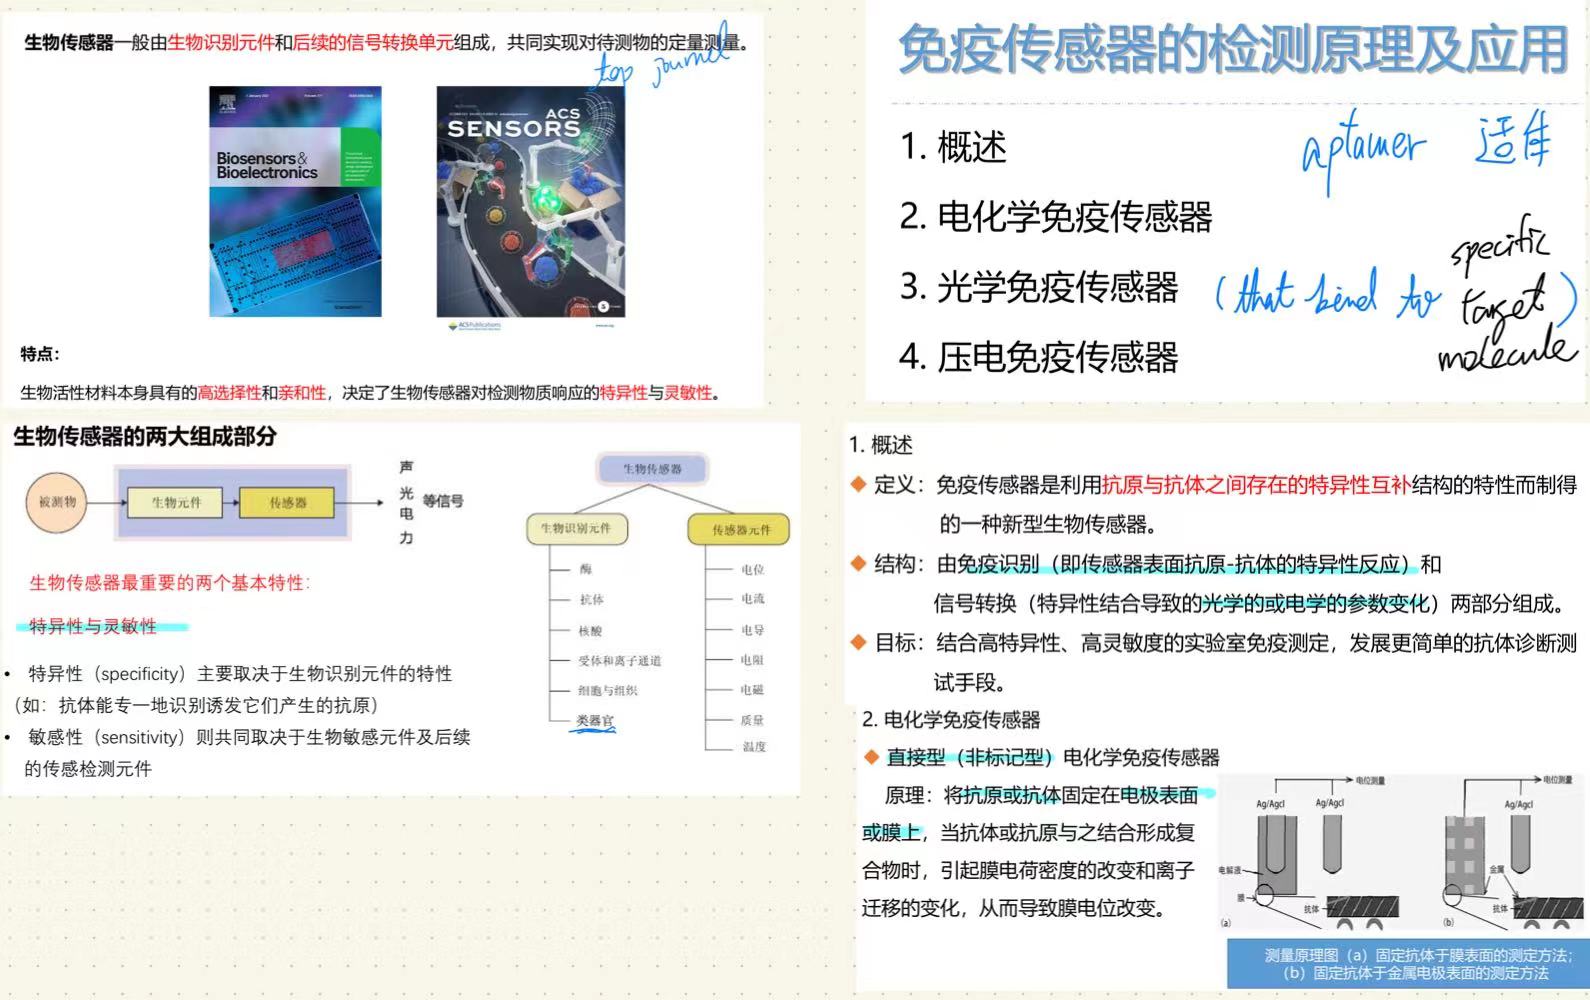 生物传感器一般由生物识别元件和后续的信号转换单元组成，共同实现对待测物的定量测量。
top journal
ELSEVIER
Biosensors &
Bioelectronics
ACS
SENSORS
ACS Publications
特点：
生物活性材料本身具有的高选择性和亲和性，决定了生物传感器对检测物质响应的特异性与灵敏性。
免疫传感器的检测原理及应用
1. 概述
aptamer 适体
2. 电化学免疫传感器
3. 光学免疫传感器
(that bind to specific
target)
molecule
4. 压电免疫传感器
生物传感器的两大组成部分
被测物
生物元件
传感器
声
光
电
力
等信号
生物传感器最重要的两个基本特性：
特异性与灵敏性
• 特异性（specificity）主要取决于生物识别元件的特性
（如：抗体能专一地识别诱发它们产生的抗原）
• 敏感性（sensitivity）则共同取决于生物敏感元件及后续
的传感检测元件
生物传感器
生物识别元件
酶
抗体
核酸
受体和离子通道
细胞与组织
类器官
传感器元件
电位
电流
电导
电阻
电磁
质量
温度
1. 概述
定义：免疫传感器是利用抗原与抗体之间存在的特异性互补结构的特性而制得
的一种新型生物传感器。
结构：由免疫识别（即传感器表面抗原-抗体的特异性反应）和
信号转换（特异性结合导致的光学的或电学的参数变化）两部分组成。
目标：结合高特异性、高灵敏度的实验室免疫测定，发展更简单的抗体诊断测
试手段。
2. 电化学免疫传感器
直接型（非标记型）电化学免疫传感器
原理：将抗原或抗体固定在电极表面
或膜上，当抗体或抗原与之结合形成复
合物时，引起膜电荷密度的改变和离子
迁移的变化，从而导致膜电位改变。
电位测量
Ag/Agcl
Ag/Agcl
电解液
膜
抗体
(a)
电位测量
Ag/Agcl
金属
抗体
(b)
测量原理图（a）固定抗体于膜表面的测定方法；
（b）固定抗体于金属电极表面的测定方法